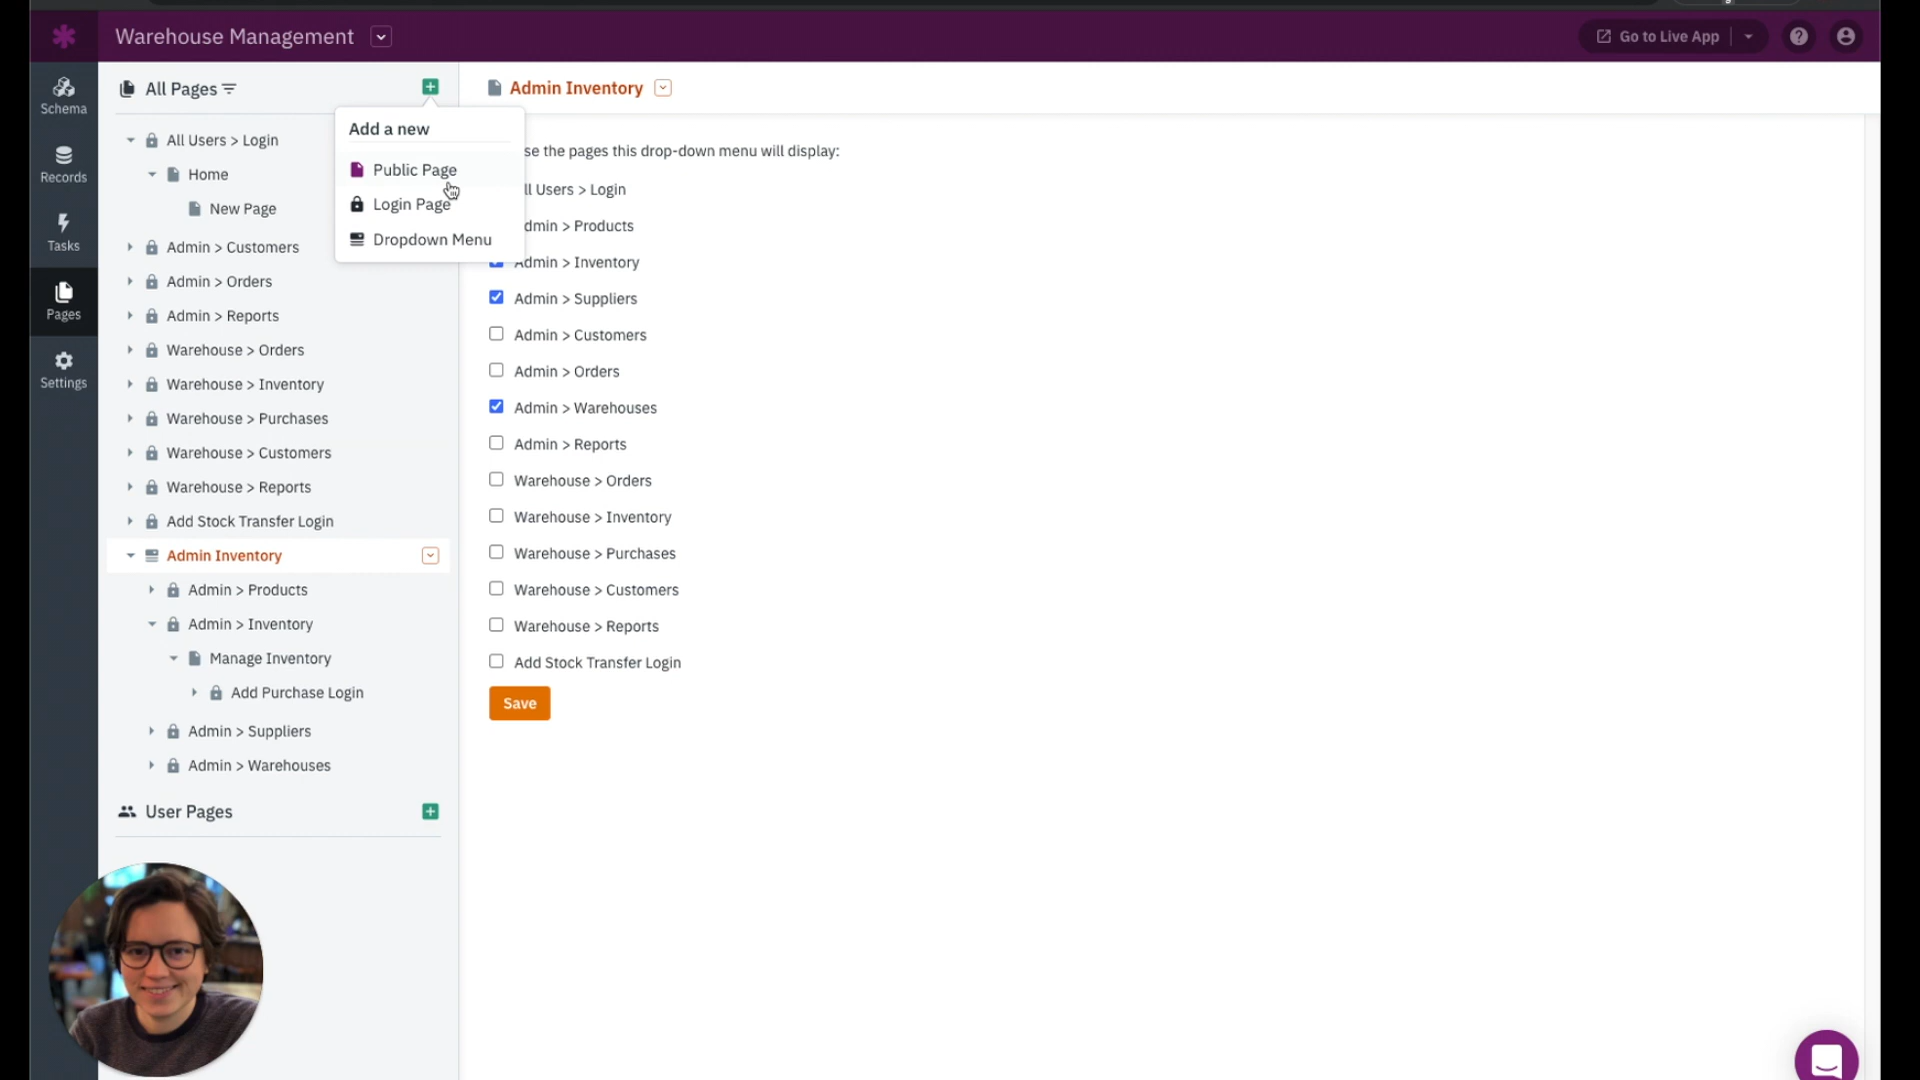 Warehouse Management
Go to Live App
Schema
Records
Tasks
Pages
Settings
All Pages
All Users > Login
Home
New Page
Admin > Customers
Admin > Orders
Admin > Reports
Warehouse > Orders
Warehouse > Inventory
Warehouse > Purchases
Warehouse > Customers
Warehouse > Reports
Add Stock Transfer Login
Admin Inventory
Admin > Products
Admin > Inventory
Manage Inventory
Add Purchase Login
Admin > Suppliers
Admin > Warehouses
User Pages
Add a new
Public Page
Login Page
Dropdown Menu
Admin Inventory
the pages this drop-down menu will display:
Users > Login
> Products
Admin > Inventory
Admin > Suppliers
Admin > Customers
Admin > Orders
Admin > Warehouses
Admin > Reports
Warehouse > Orders
Warehouse > Inventory
Warehouse > Purchases
Warehouse > Customers
Warehouse > Reports
Add Stock Transfer Login
Save